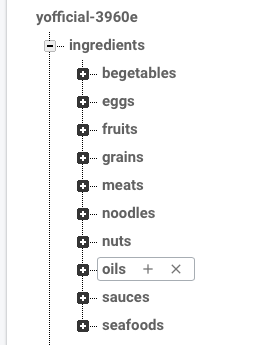 yofficial-3960e
ingredients
begetables
eggs
fruits
grains
meats
noodles
nuts
oils
sauces
seafoods